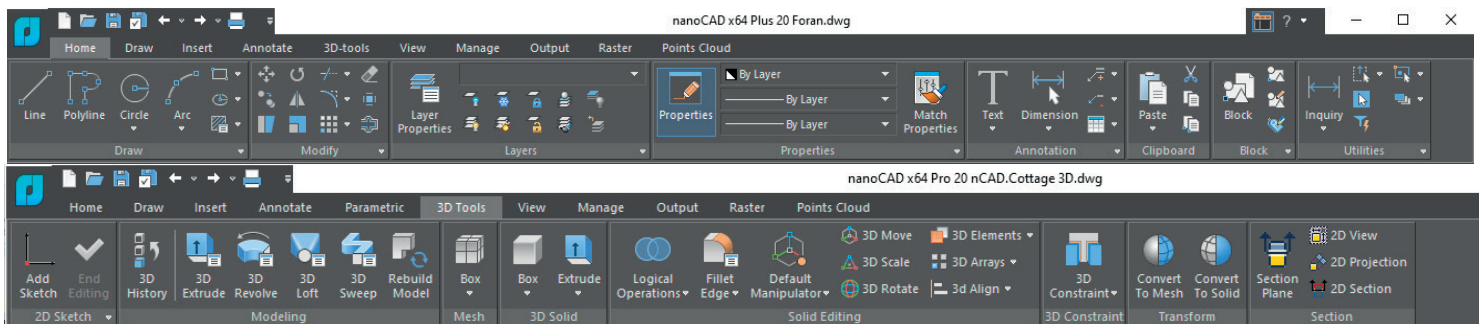 nanoCAD x64 Plus 20 Foran.dwg
?
Home Draw Insert Annotate 3D-tools View Manage Output Raster Points Cloud
By Layer
By Layer
By Layer
Line Polyline Circle Arc
Layer Properties
Properties
Match Properties
Text Dimension
Paste
Block
Inquiry
Draw Modify Layers Properties Annotation Clipboard Block Utilities
nanoCAD x64 Pro 20 nCAD.Cottage 3D.dwg
Home Draw Insert Annotate Parametric 3D Tools View Manage Output Raster Points Cloud
3D Move 3D Elements 2D View
3D Scale 3D Arrays 2D Projection
3D Rotate 3d Align 2D Section
Add End 3D 3D 3D 3D 3D Rebuild Box Box Extrude Logical Fillet Default 3D Convert Convert Section
Sketch Editing History Extrude Revolve Loft Sweep Model Operations Edge Manipulator Constraint To Mesh To Solid Plane
2D Sketch Modeling Mesh 3D Solid Solid Editing 3D Constraint Transform Section